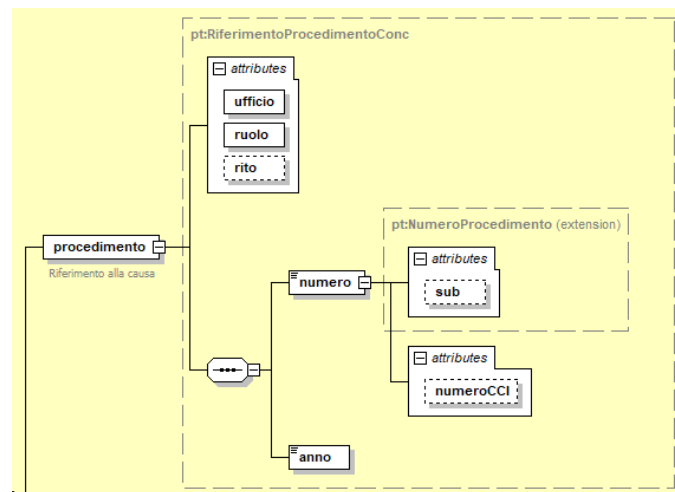 pt:RiferimentoProcedimentoConc
attributes
ufficio
ruolo
rito
procedimento
Riferimento alla causa
pt:NumeroProcedimento (extension)
attributes
sub
numero
attributes
numeroCCI
anno